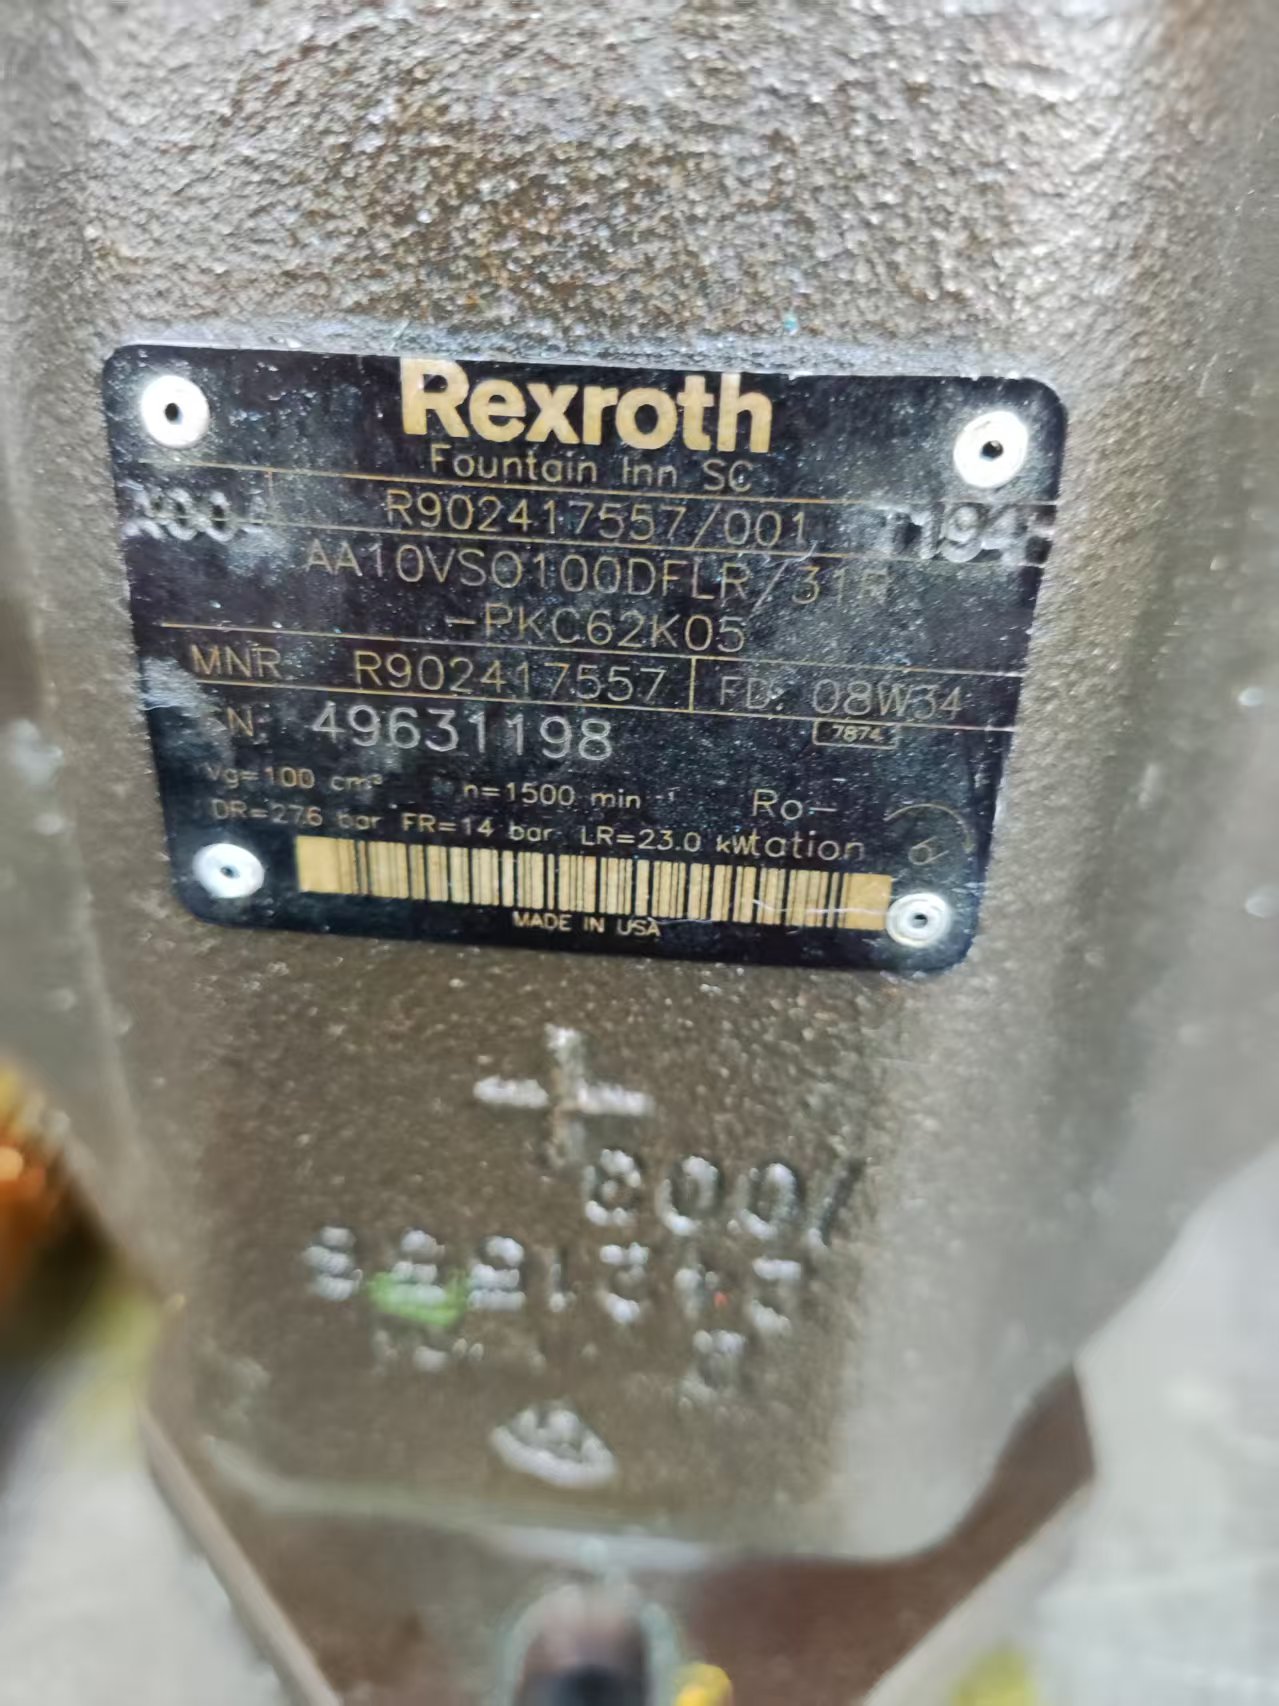 Rexroth
Fountain Inn SC
R902417557/001
AA10VSO100DFLR/31R
-PKC62K05
MNR: R902417557 FD: 08W34
SN: 49631198 7874
Vg=100 cm³ n=1500 min⁻¹ Ro-
DR=276 bar FR=14 bar LR=23.0 kW tation
MADE IN USA